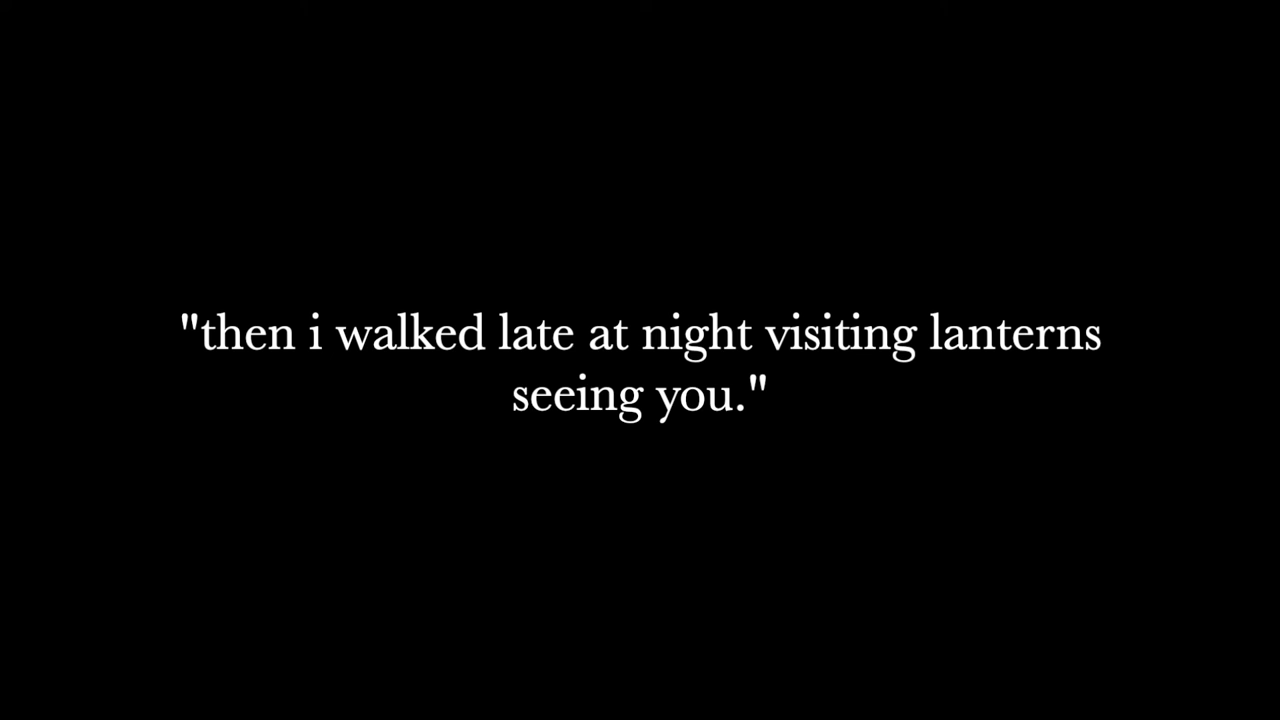 "then i walked late at night visiting lanterns
seeing you."